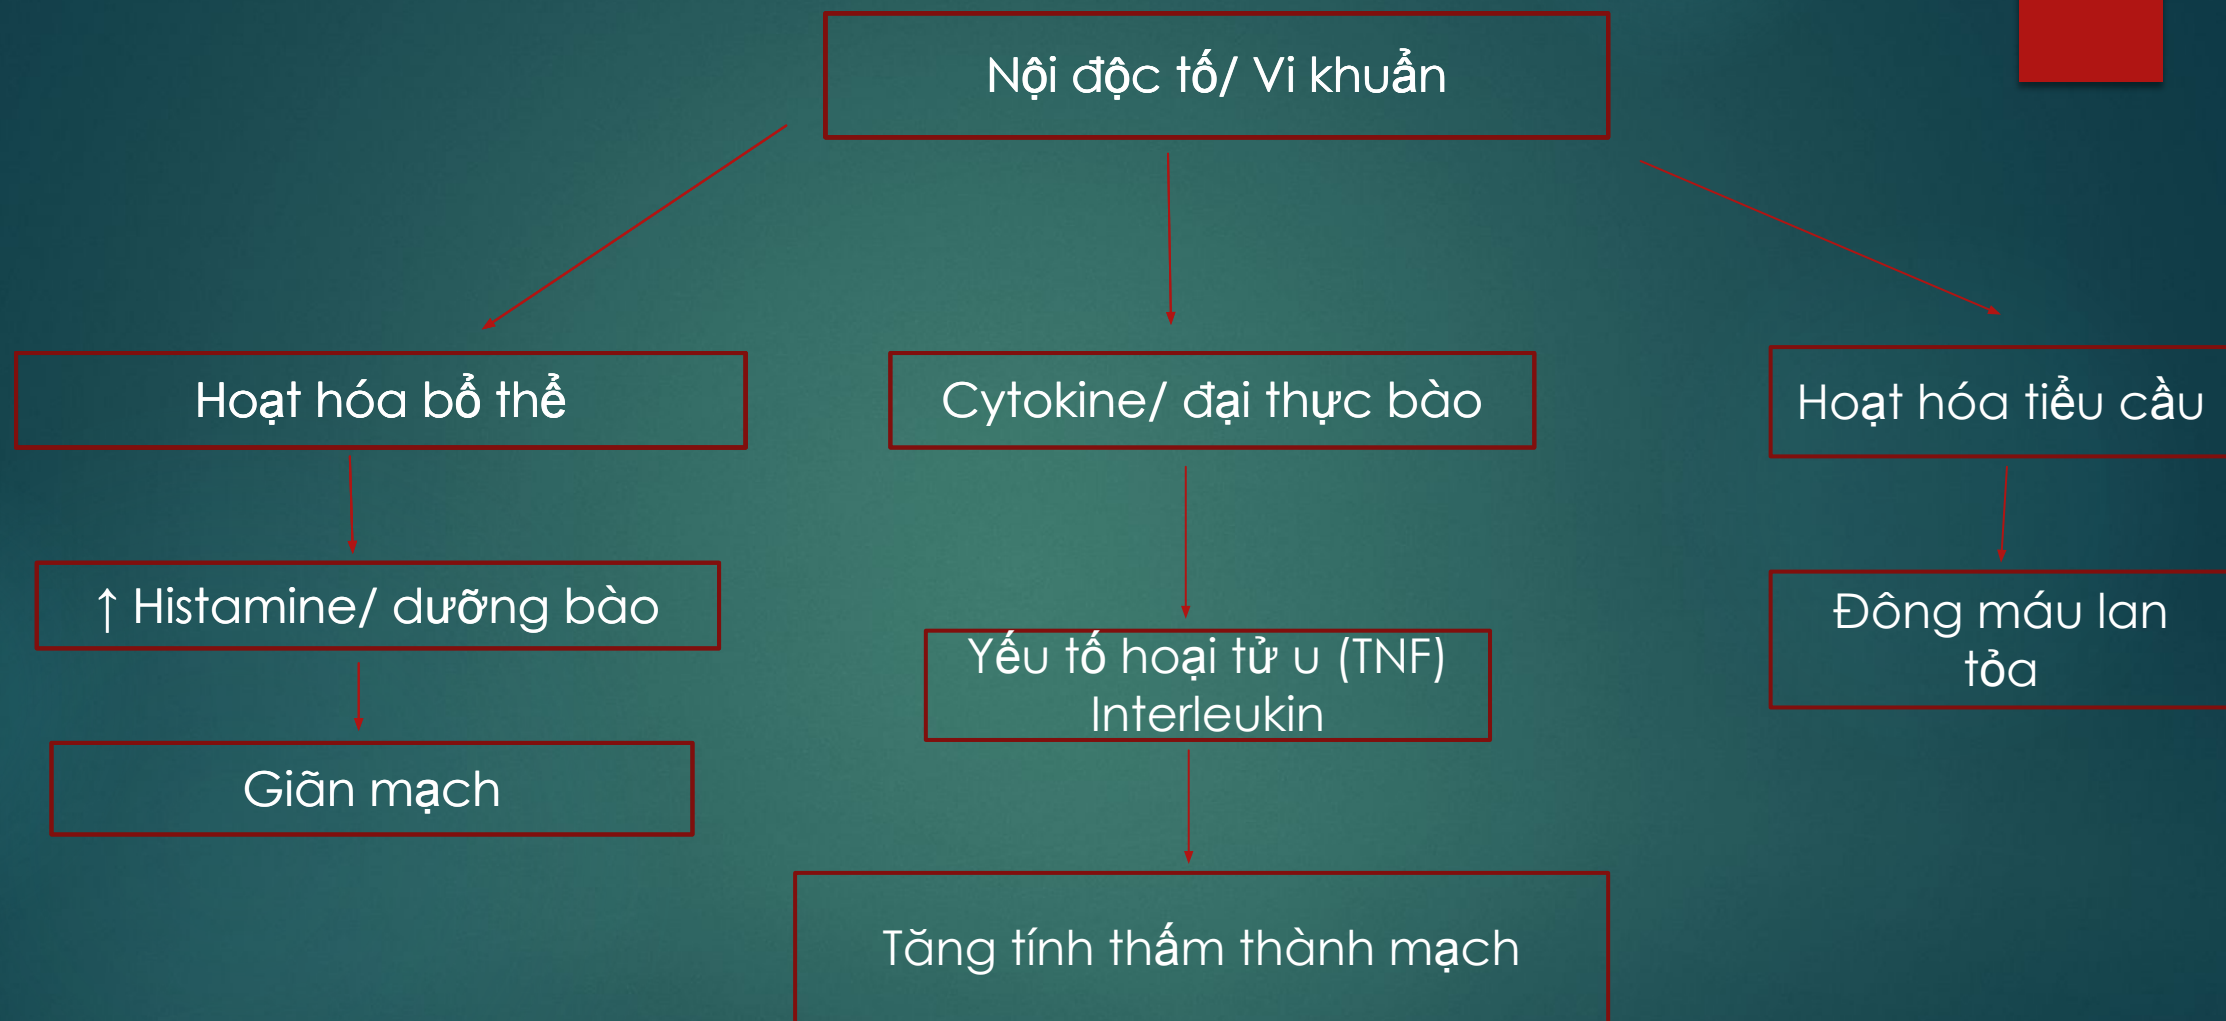 Nội độc tố/ Vi khuẩn
Hoạt hóa bổ thể
Cytokine/ đại thực bào
Hoạt hóa tiểu cầu
↑ Histamine/ dưỡng bào
Yếu tố hoại tử u (TNF)
Interleukin
Đông máu lan
tỏa
Giãn mạch
Tăng tính thấm thành mạch